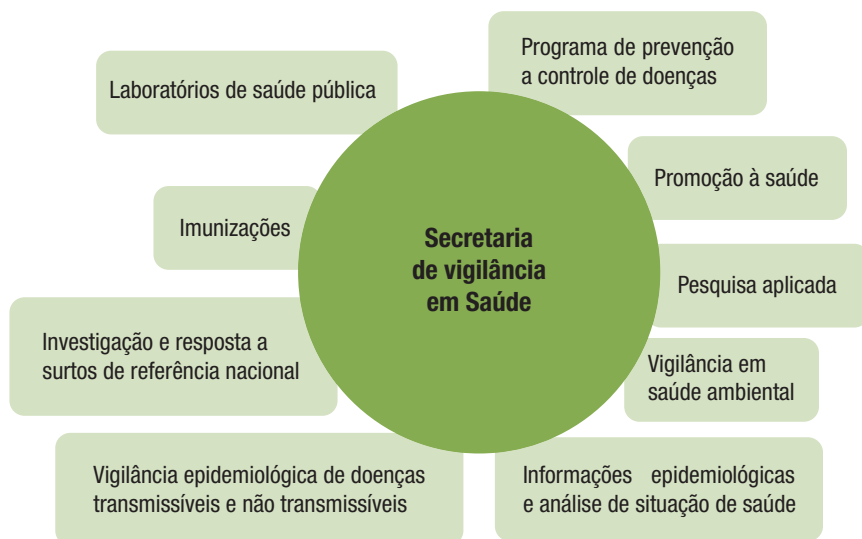 Programa de prevenção
a controle de doenças
Laboratórios de saúde pública
Promoção à saúde
Imunizações
Secretaria
de vigilância
em Saúde
Pesquisa aplicada
Investigação e resposta a
surtos de referência nacional
Vigilância em
saúde ambiental
Vigilância epidemiológica de doenças
transmissíveis e não transmissíveis
Informações epidemiológicas
e análise de situação de saúde